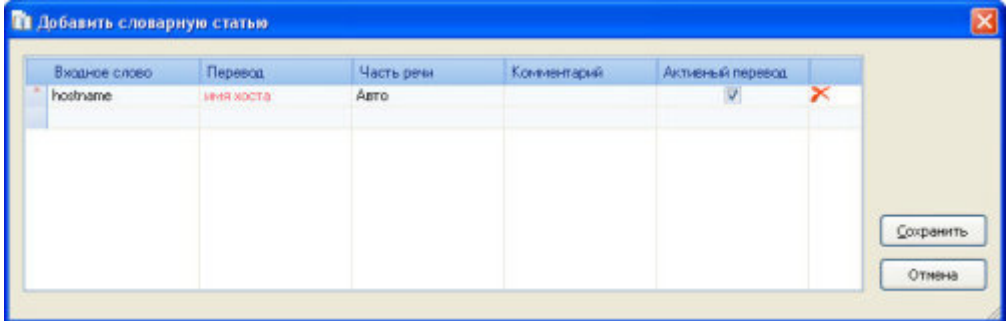 Добавить словарную статью
Входное слово Перевод Часть речи Комментарий Активный перевод
* hostname имя хоста Авто
Сохранить
Отмена